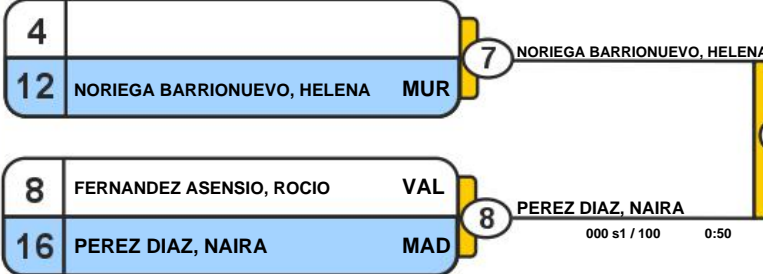 4
12 NORIEGA BARRIONUEVO, HELENA MUR
7 NORIEGA BARRIONUEVO, HELENA
8 FERNANDEZ ASENSIO, ROCIO VAL
16 PEREZ DIAZ, NAIRA MAD
8 PEREZ DIAZ, NAIRA
000 s1 / 100 0:50